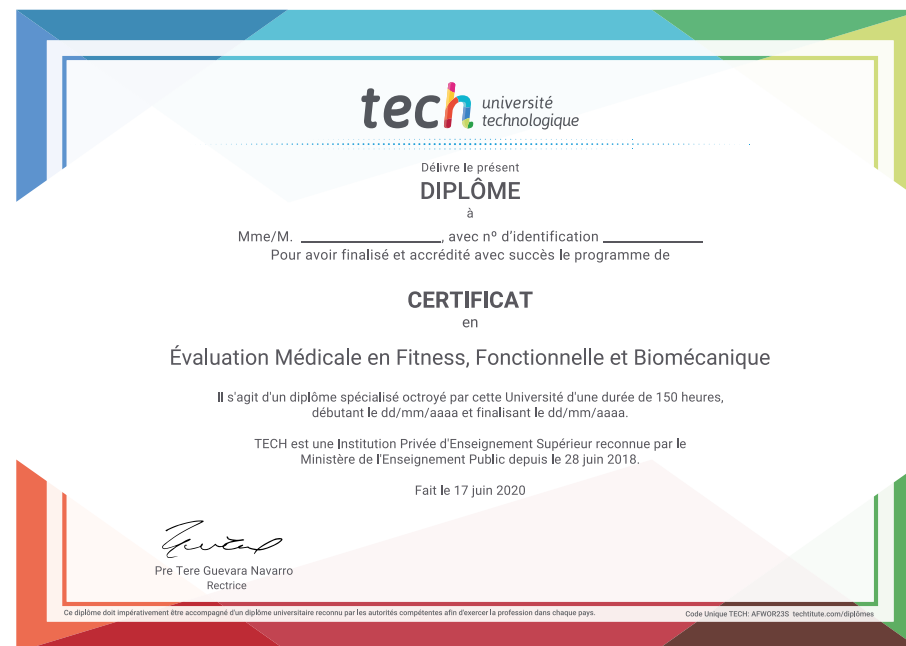 tech université
technologique
Délivre le présent
DIPLÔME
à
Mme/M. ____________________, avec nº d'identification ______________
Pour avoir finalisé et accrédité avec succès le programme de
CERTIFICAT
en
Évaluation Médicale en Fitness, Fonctionnelle et Biomécanique
Il s'agit d'un diplôme spécialisé octroyé par cette Université d'une durée de 150 heures,
débutant le dd/mm/aaaa et finalisant le dd/mm/aaaa.
TECH est une Institution Privée d'Enseignement Supérieur reconnue par le
Ministère de l'Enseignement Public depuis le 28 juin 2018.
Fait le 17 juin 2020
Pre Tere Guevara Navarro
Rectrice
Ce diplôme doit impérativement être accompagné d'un diplôme universitaire reconnu par les autorités compétentes afin d'exercer la profession dans chaque pays.
Code Unique TECH: AFWOR23S techtitute.com/diplômes